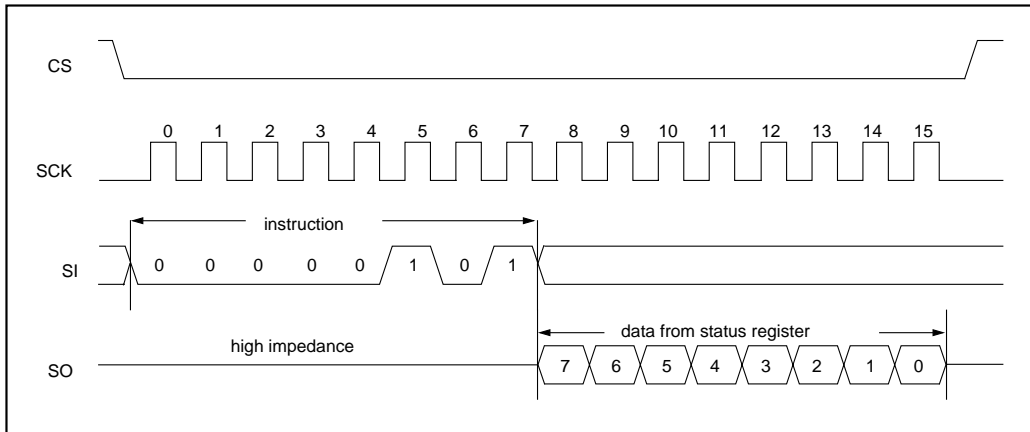 CS
0 1 2 3 4 5 6 7 8 9 10 11 12 13 14 15
SCK
instruction
SI 0 0 0 0 0 1 0 1
data from status register
high impedance
SO 7 6 5 4 3 2 1 0